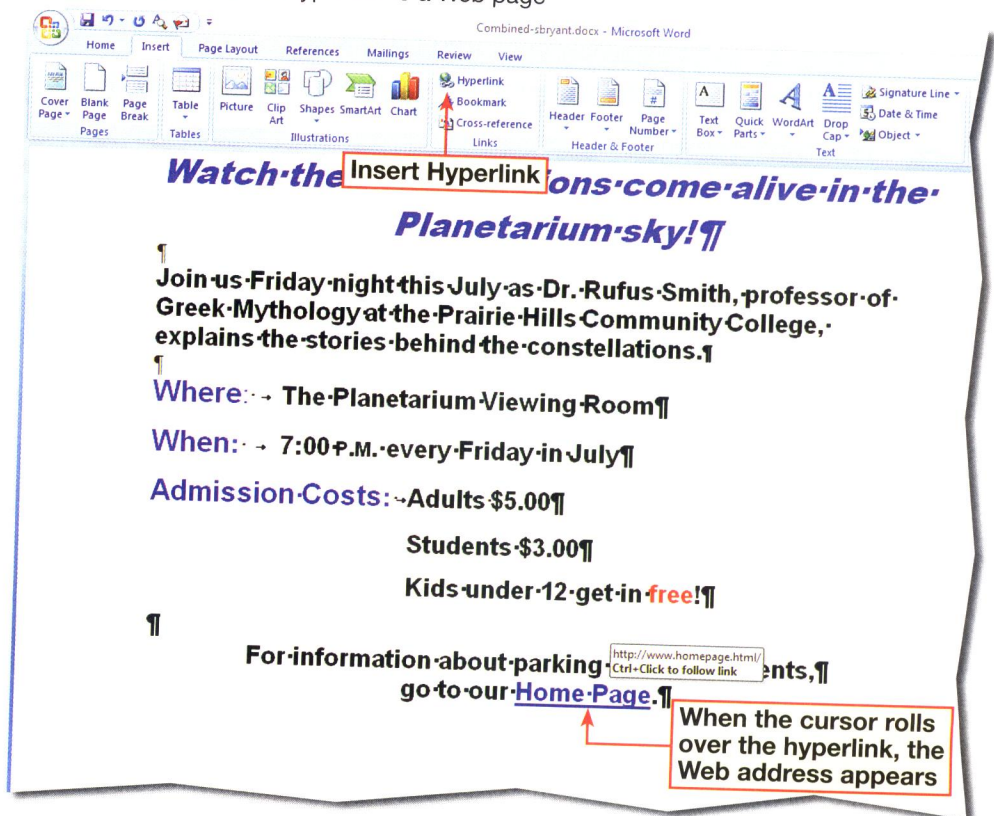 a Web page
Combined-sbryant.docx - Microsoft Word
Home Insert Page Layout References Mailings Review View
Cover Page
Blank Page
Page Break
Pages
Table
Tables
Picture
Clip Art
Shapes
SmartArt
Chart
Illustrations
Hyperlink
Bookmark
Cross-reference
Links
Header
Footer
Page Number
Header & Footer
Text Box
Quick Parts
WordArt
Drop Cap
Signature Line
Date & Time
Object
Text
Insert Hyperlink
Watch·the ons·come·alive·in·the·
Planetarium·sky!¶
¶
Join·us·Friday·night·this·July·as·Dr.·Rufus·Smith,·professor·of·
Greek·Mythology·at·the·Prairie·Hills·Community·College,·
explains·the·stories·behind·the·constellations.¶
¶
Where:·→ The·Planetarium·Viewing·Room¶
When:·→ 7:00·P.M.·every·Friday·in·July¶
Admission·Costs:·→Adults·$5.00¶
Students·$3.00¶
Kids·under·12·get·in·free!¶
¶
For·information·about·parking· ents,¶
http://www.homepage.html/
Ctrl+Click to follow link
go·to·our·Home·Page.¶
When the cursor rolls
over the hyperlink, the
Web address appears